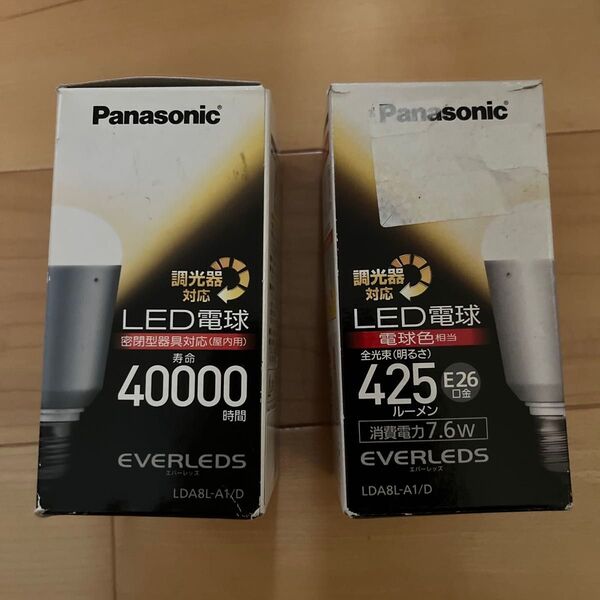 Panasonic
調光器
対応
LED電球
密閉型器具対応(屋内用)
寿命
40000
時間
EVERLEDS
エバーレッズ
LDA8L-A1/D
Panasonic
調光器
対応
LED電球
電球色相当
全光束(明るさ)
425
ルーメン
E26
口金
消費電力7.6W
EVERLEDS
エバーレッズ
LDA8L-A1/D